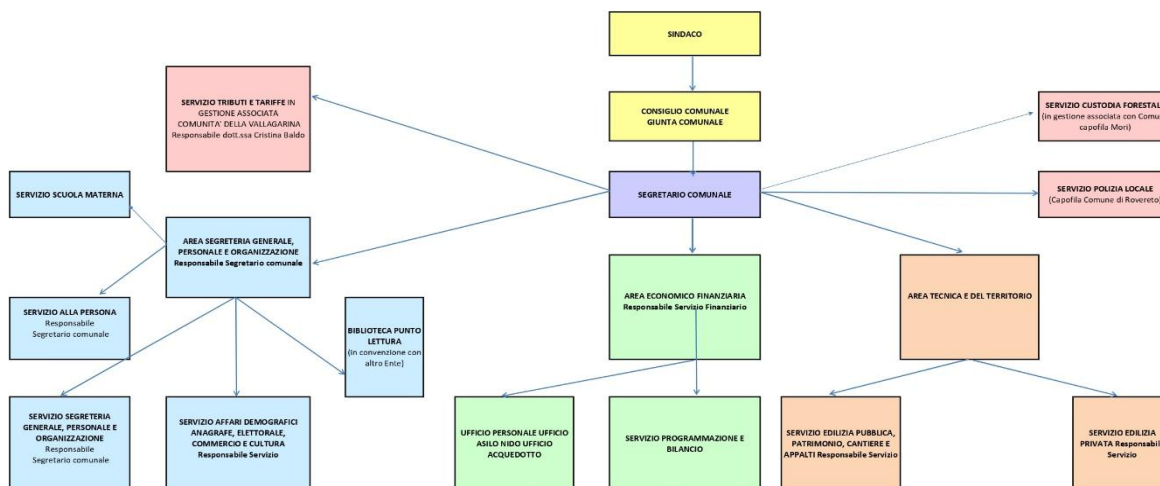 SINDACO
CONSIGLIO COMUNALE
GIUNTA COMUNALE
SERVIZIO TRIBUTI E TARIFFE IN
GESTIONE ASSOCIATA
COMUNITA' DELLA VALLAGARINA
Responsabile dott.ssa Cristina Baldo
SERVIZIO CUSTODIA FORESTAL
(in gestione associata con Comu
capofila Mori)
SERVIZIO SCUOLA MATERNA
SEGRETARIO COMUNALE
SERVIZIO POLIZIA LOCALE
(Capofila Comune di Rovereto)
AREA SEGRETERIA GENERALE,
PERSONALE E ORGANIZZAZIONE
Responsabile Segretario comunale
AREA ECONOMICO FINANZIARIA
Responsabile Servizio Finanziario
AREA TECNICA E DEL TERRITORIO
SERVIZIO ALLA PERSONA
Responsabile
Segretario comunale
BIBLIOTECA PUNTO
LETTURA
(In convenzione con
altro Ente)
SERVIZIO SEGRETERIA
GENERALE, PERSONALE E
ORGANIZZAZIONE
Responsabile
Segretario comunale
SERVIZIO AFFARI DEMOGRAFICI
ANAGRAFE, ELETTORALE,
COMMERCIO E CULTURA
Responsabile Servizio
UFFICIO PERSONALE UFFICIO
ASILO NIDO UFFICIO
ACQUEDOTTO
SERVIZIO PROGRAMMAZIONE E
BILANCIO
SERVIZIO EDILIZIA PUBBLICA,
PATRIMONIO, CANTIERE E
APPALTI Responsabile Servizio
SERVIZIO EDILIZIA
PRIVATA Responsabile
Servizio